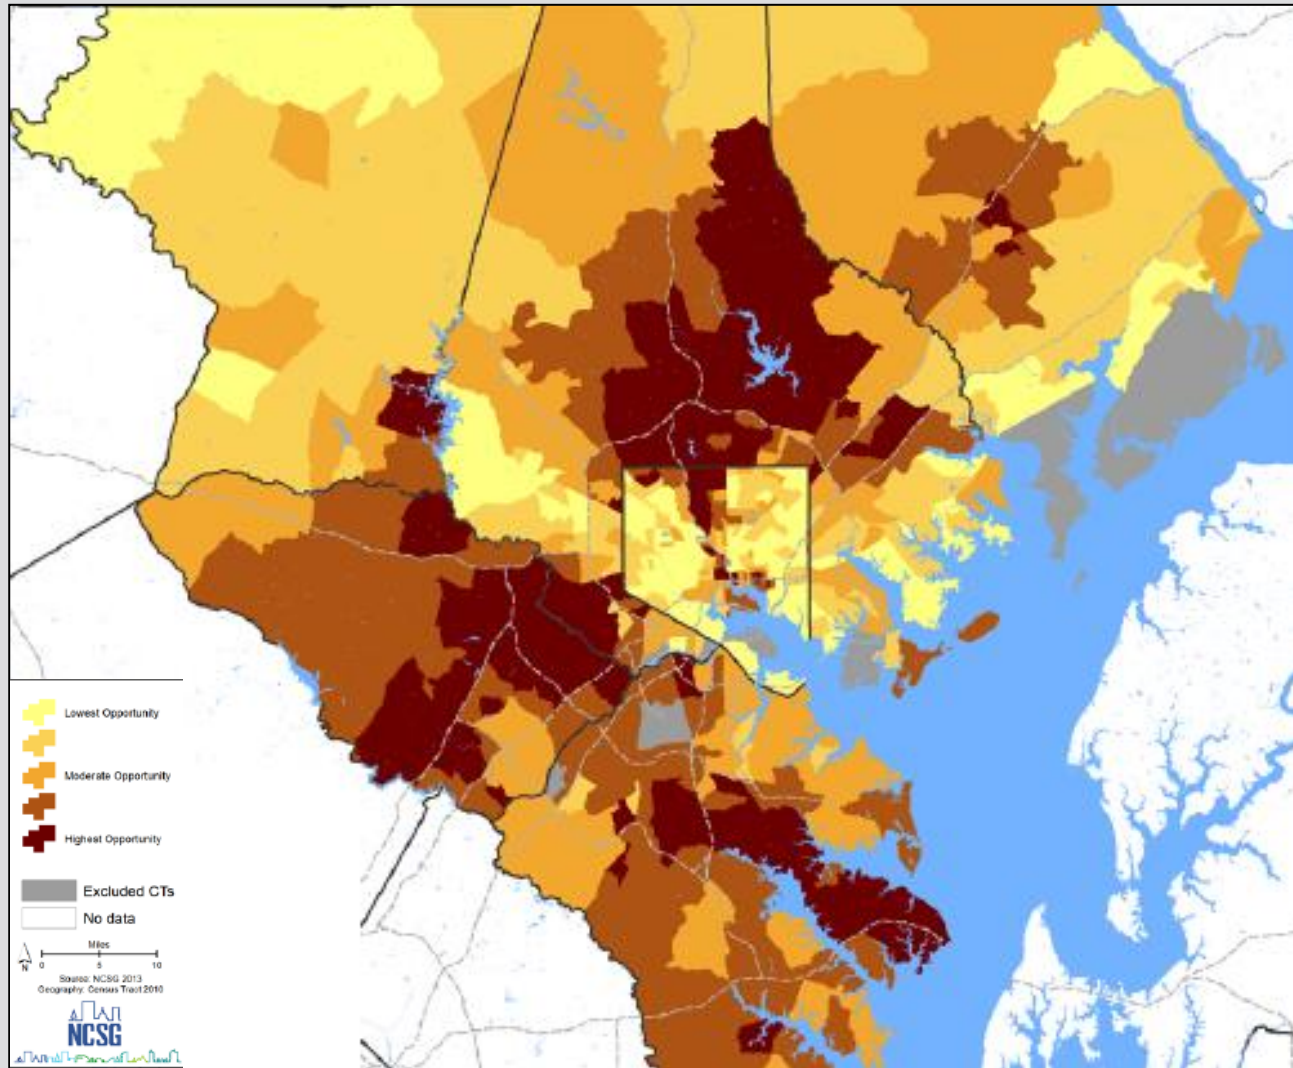 Lowest Opportunity
Moderate Opportunity
Highest Opportunity
Excluded CTs
No data
Miles
0 5 10
N
Source: NCSG 2013
Geography: Census Tract 2010
NCSG